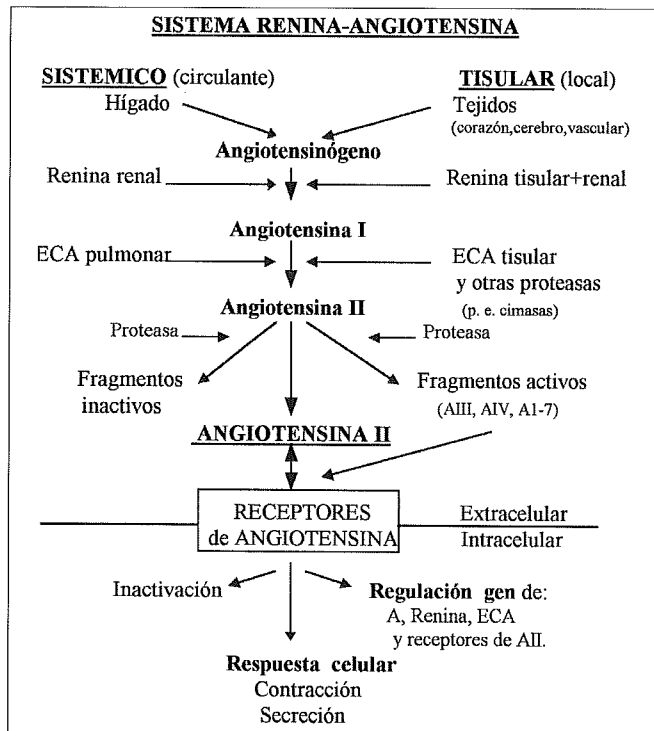 SISTEMA RENINA-ANGIOTENSINA
SISTEMICO (circulante)
Hígado
TISULAR (local)
Tejidos
(corazón,cerebro,vascular)
Angiotensinógeno
Renina renal
Renina tisular+renal
Angiotensina I
ECA pulmonar
ECA tisular
y otras proteasas
(p. e. cimasas)
Angiotensina II
Proteasa
Proteasa
Fragmentos
inactivos
Fragmentos activos
(AIII, AIV, A1-7)
ANGIOTENSINA II
RECEPTORES
de ANGIOTENSINA
Extracelular
Intracelular
Inactivación
Regulación gen de:
A, Renina, ECA
y receptores de AII.
Respuesta celular
Contracción
Secreción